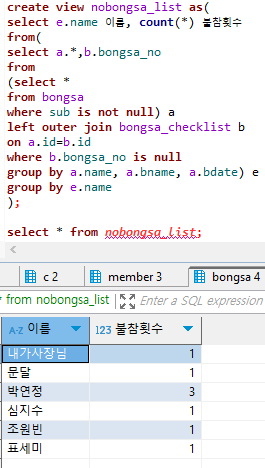 create view nobongsa_list as(
select e.name 이름, count(*) 불참횟수
from(
select a.*,b.bongsa_no
from
(select *
from bongsa
where sub is not null) a
left outer join bongsa_checklist b
on a.id=b.id
where b.bongsa_no is null
group by a.name, a.bname, a.bdate) e
group by e.name
);
select * from nobongsa_list;
c 2 member 3 bongsa 4
from nobongsa_list Enter a SQL expression
A-Z 이름 123 불참횟수
내가사장님 1
문달 1
박연정 3
심지수 1
조원빈 1
표세미 1